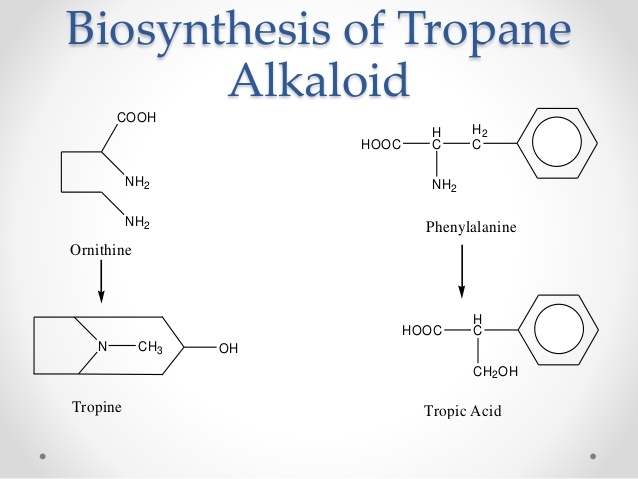 Biosynthesis of Tropane
Alkaloid
COOH
NH2
NH2
Ornithine
N CH3 OH
Tropine
HOOC H C H2 C
NH2
Phenylalanine
HOOC H C
CH2OH
Tropic Acid